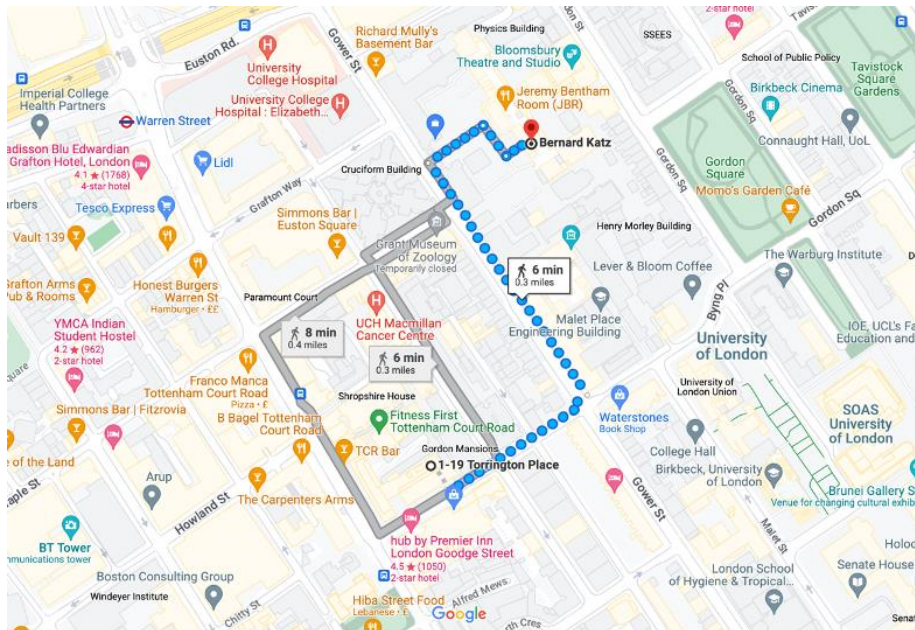 Physics Building
2-star hotel
Tavistock
SSEES
Euston Rd.
Gower St
Richard Mully's
Basement Bar
Bloomsbury
Theatre and Studio
School of Public Policy
Tavistock
Square
Gardens
University
College Hospital
Imperial College
Health Partners
University College
Hospital : Elizabeth...
Jeremy Bentham
Room (JBR)
Birkbeck Cinema
Gordon Sq
Warren Street
Bernard Katz
Connaught Hall, UoL
adisson Blu Edwardian
Grafton Hotel, London
4.1 ★ (1768)
4-star hotel
Lidl
Cruciform Building
Gordon
Square
Gordon Sq
Grafton Way
Momo's Garden Café
Gordon Sq
Tesco Express
arbers
Simmons Bar |
Euston Square
Henry Morley Building
Vault 139
Grant Museum
of Zoology
Temporarily closed
The Warburg Institute
Lever & Bloom Coffee
6 min
0.3 miles
Grafton Arms
Pub & Rooms
Honest Burgers
Warren St
Hamburger • ££
Paramount Court
Byng Pl
UCH Macmillan
Cancer Centre
Malet Place
Engineering Building
YMCA Indian
Student Hostel
4.2 ★ (962)
2-star hotel
8 min
0.4 miles
6 min
0.3 miles
University
of London
IOE, UCL's Fa
Education and
Franco Manca
Tottenham Court Road
Pizza • £
Shropshire House
University of
London Union
Simmons Bar | Fitzrovia
B Bagel Tottenham
Court Road
Fitness First
Tottenham Court Road
Waterstones
Book Shop
SOAS
University
of London
Gordon Mansions
TCR Bar
College Hall
e of the Land
1-19 Torrington Place
Birkbeck, University
of London
Arup
Gower St
Maple St
Howland St
The Carpenters Arms
Brunei Gallery S
Venue for changing cultural exhib
BT Tower
mmunications tower
hub by Premier Inn
London Goodge Street
4.5 ★ (1050)
2-star hotel
Malet St
Holoc
Boston Consulting Group
London School
of Hygiene & Tropical...
Senate House
Windeyer Institute
Chitty St
Alfred Mews
Hiba Street Food
Lebanese • £
Google
rth Cres
Senat